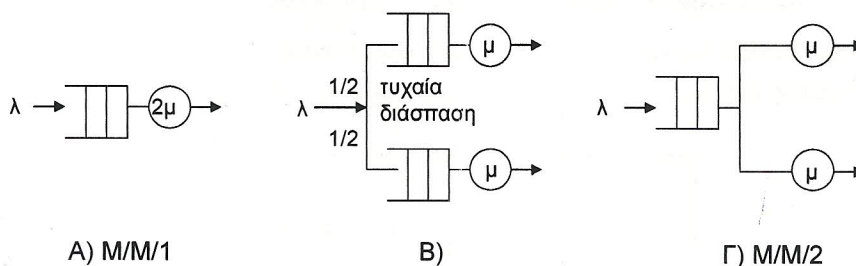 λ
2μ
Α) Μ/Μ/1
μ
1/2 τυχαία
λ
διάσπαση
1/2
μ
Β)
μ
λ
μ
Γ) Μ/Μ/2